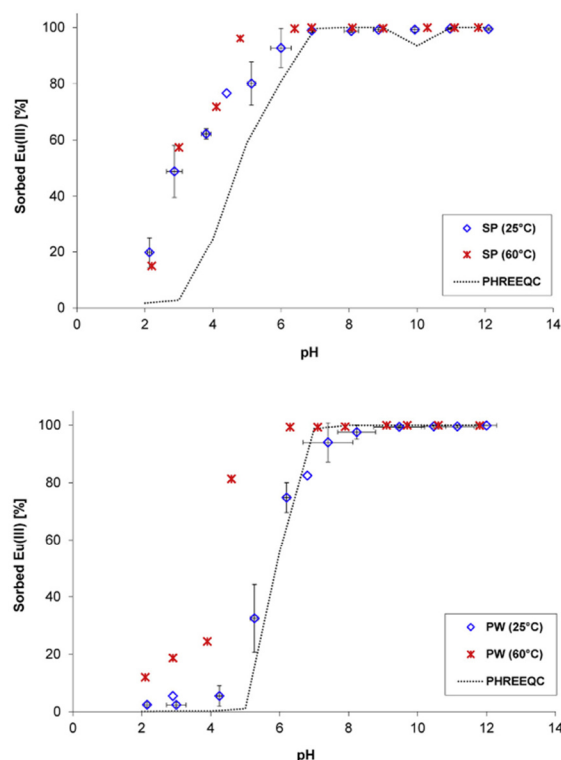 100
80
60
40
20
0
Sorbed Eu(III) [%]
SP (25°C)
SP (60°C)
PHREEQC
0 2 4 6 8 10 12 14
pH
100
80
60
40
20
0
Sorbed Eu(III) [%]
PW (25°C)
PW (60°C)
PHREEQC
0 2 4 6 8 10 12 14
pH